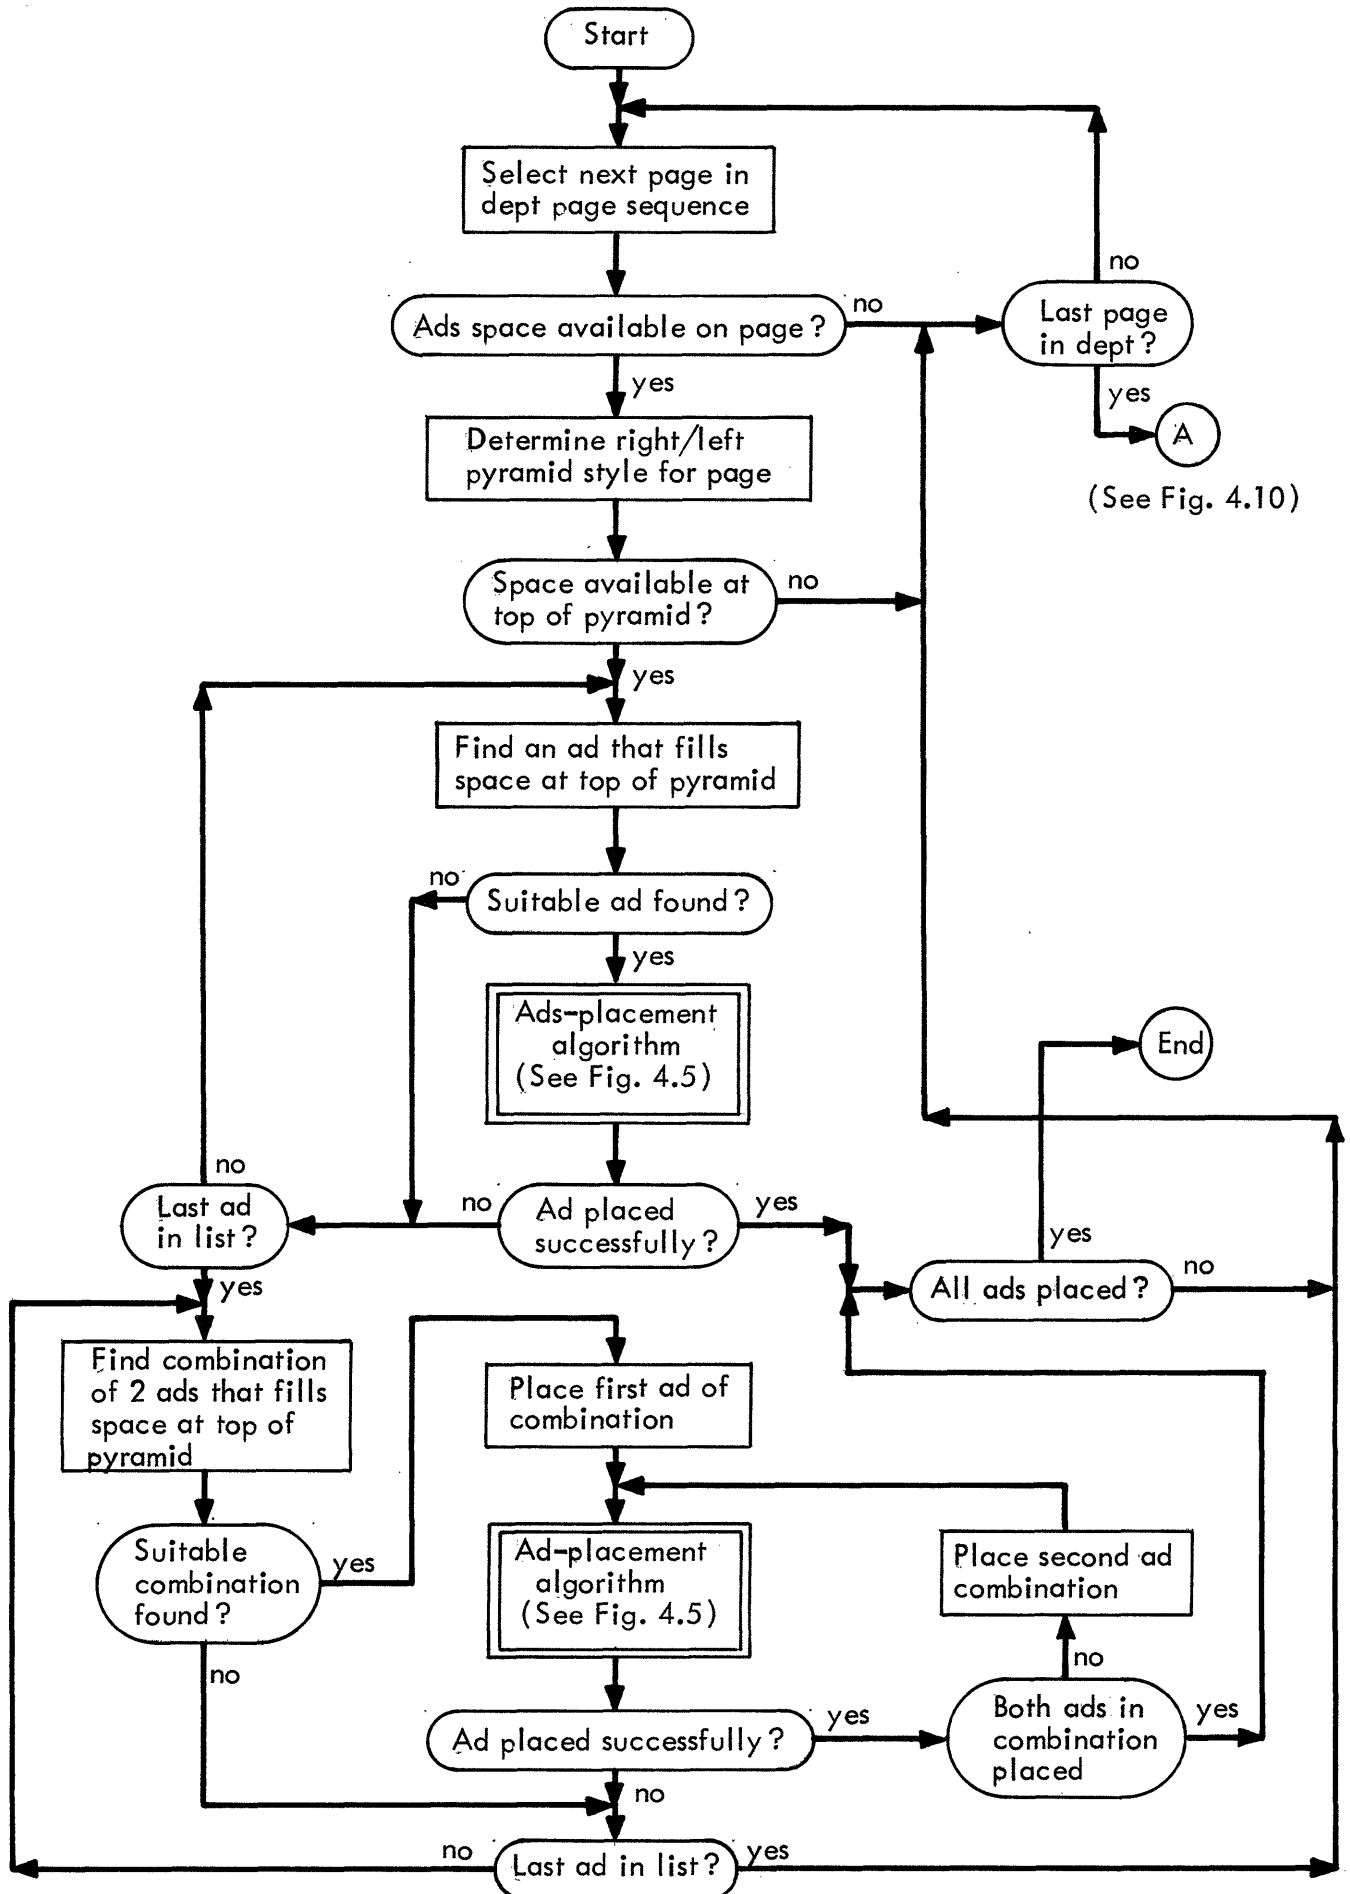 Start
Select next page in
dept page sequence
no
Ads space available on page?
no
Last page
in dept?
yes
yes
A
Determine right/left
pyramid style for page
(See Fig. 4.10)
Space available at
top of pyramid?
no
yes
Find an ad that fills
space at top of pyramid
no
Suitable ad found?
yes
Ads-placement
algorithm
(See Fig. 4.5)
End
no
Last ad
in list?
no
Ad placed
successfully?
yes
yes
yes
All ads placed?
no
Find combination
of 2 ads that fills
space at top of
pyramid
Place first ad of
combination
Suitable
combination
found?
yes
Ad-placement
algorithm
(See Fig. 4.5)
Place second ad
combination
no
no
Ad placed successfully?
yes
Both ads in
combination
placed
yes
no
no
Last ad in list?
yes